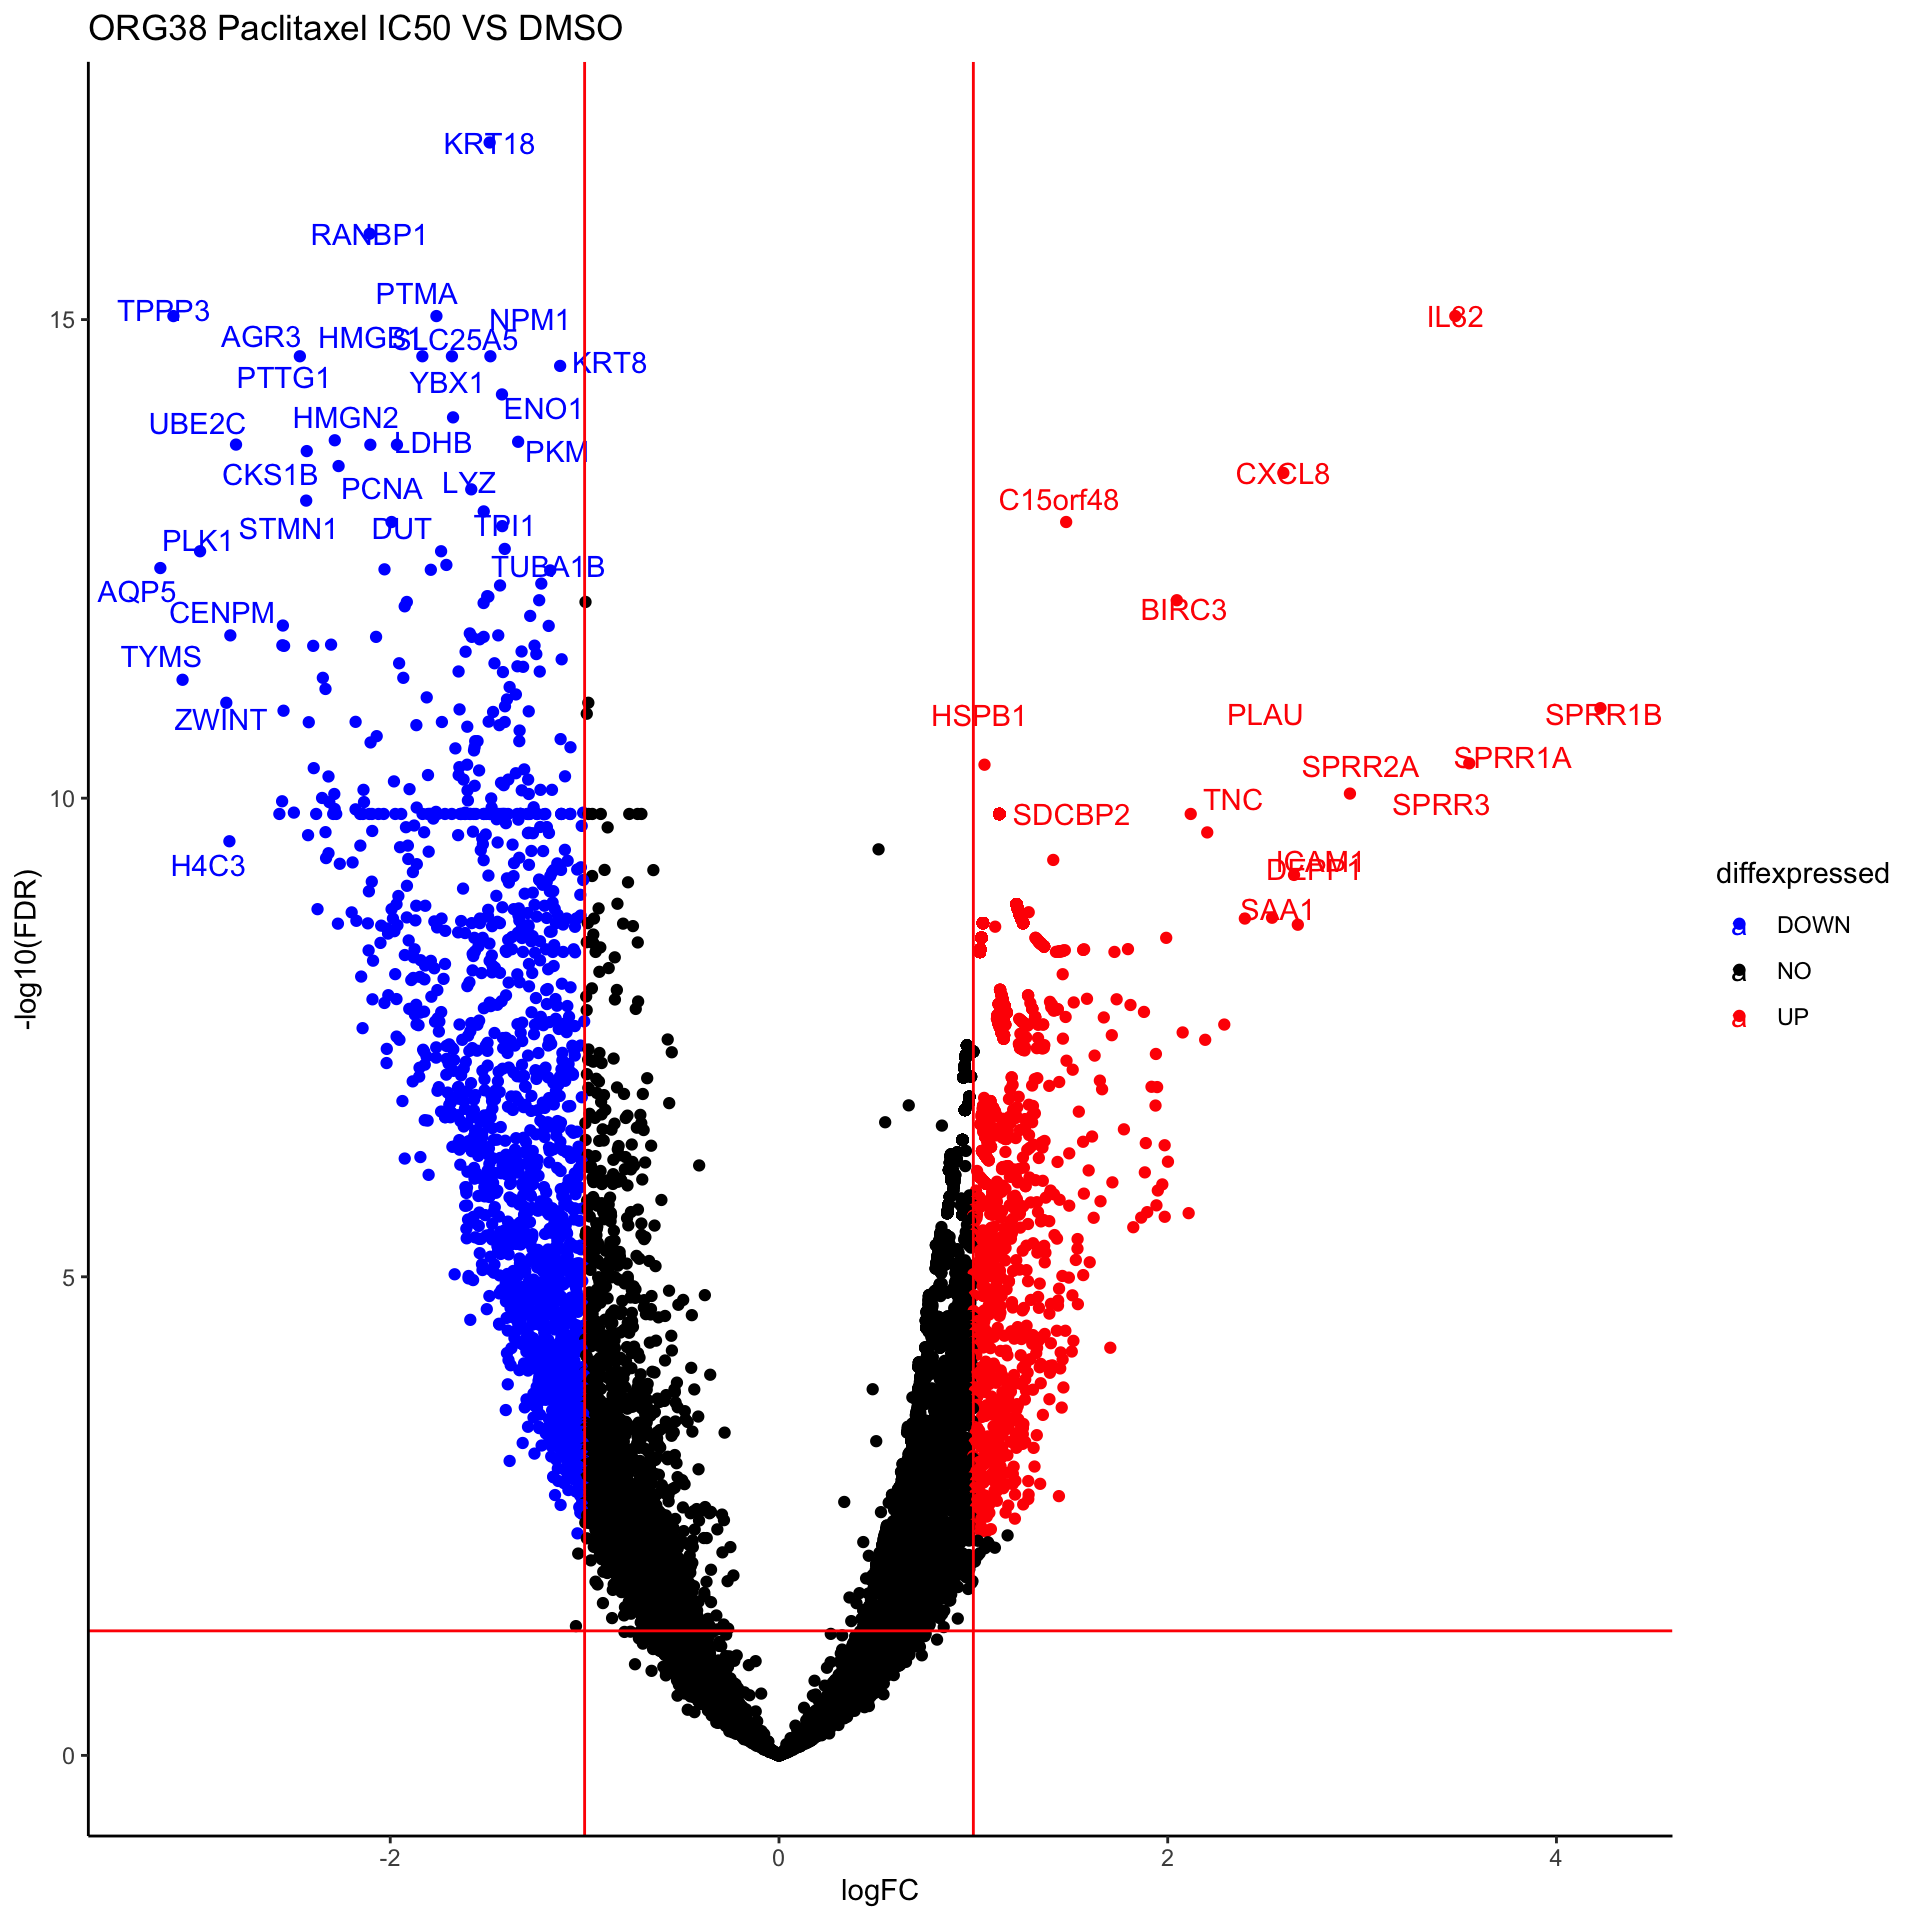 ORG38 Paclitaxel IC50 VS DMSO
KRT18
RANBP1
PTMA
TPPP3
NPM1
IL32
15
AGR3
HMGB1
SLC25A5
KRT8
PTTG1
YBX1
ENO1
HMGN2
UBE2C
LDHB
PKM
CKS1B
CXCL8
PCNA
LYZ
C15orf48
STMN1
DUT
TPI1
PLK1
TUBA1B
AQP5
CENPM
BIRC3
TYMS
ZWINT
HSPB1
PLAU
SPRR1B
SPRR1A
SPRR2A
10
TNC
SPRR3
SDCBP2
H4C3
ICAM1
DEPP1
SAA1
diffexpressed
a DOWN
a NO
a UP
-log10(FDR)
5
0
-2
0
2
4
logFC